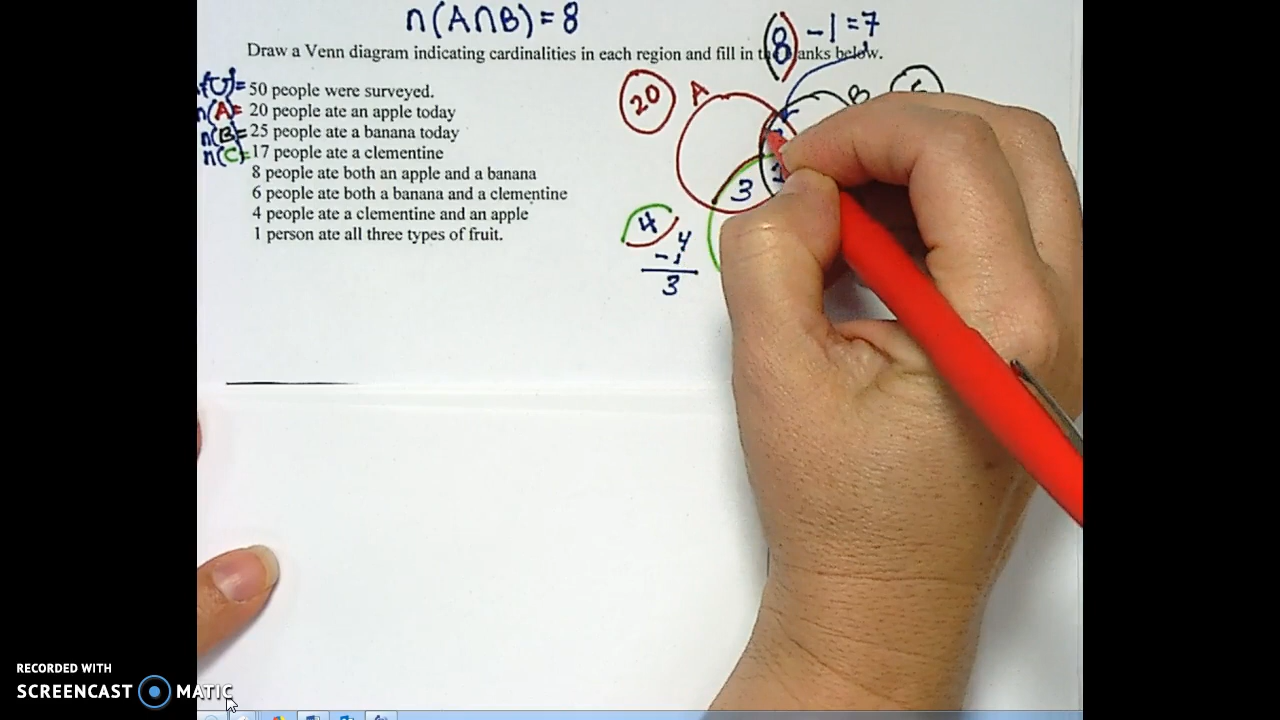 n(A∩B) = 8
(8) - 1 = 7
Draw a Venn diagram indicating cardinalities in each region and fill in the blanks below.
n(U)= 50 people were surveyed.
n(A)= 20 people ate an apple today
n(B)= 25 people ate a banana today
n(C)= 17 people ate a clementine
8 people ate both an apple and a banana
6 people ate both a banana and a clementine
4 people ate a clementine and an apple
1 person ate all three types of fruit.
20 A B
3
4
4
-1
3
RECORDED WITH
SCREENCAST MATIC